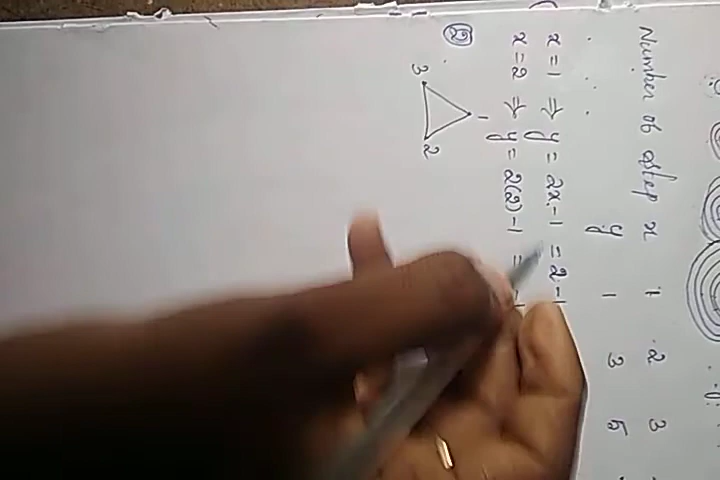 Number of step x 1 2 3
y 1 3 5
x = 1 ⇒ y = 2x - 1 = 2 - 1
x = 2 ⇒ y = 2(2) - 1 =
2
1
3 2